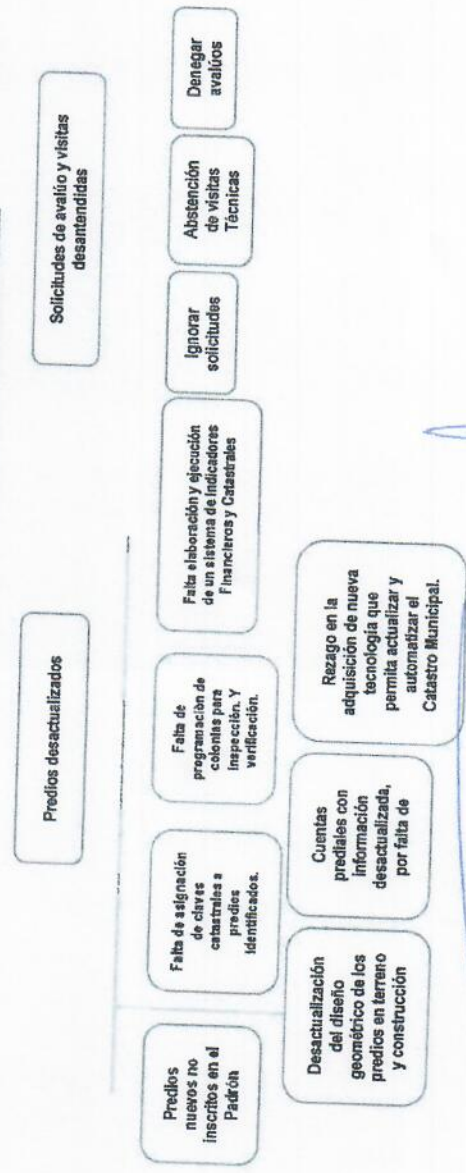 Predios desactualizados
Solicitudes de avalúo y visitas
desantendidas
Predios
nuevos no
inscritos en el
Padrón
Falta de asignación
de claves
catastrales a
predios
identificados.
Falta de
programación de
colonias para
inspección. Y
verificación.
Falta elaboración y ejecución
de un sistema de Indicadores
Financieros y Catastrales
Ignorar
solicitudes
Abstención
de visitas
Técnicas
Denegar
avalúos
Desactualización
del diseño
geométrico de los
predios en terreno
y construcción
Cuentas
prediales con
información
desactualizada,
por falta de
Rezago en la
adquisición de nueva
tecnología que
permita actualizar y
automatizar el
Catastro Municipal.